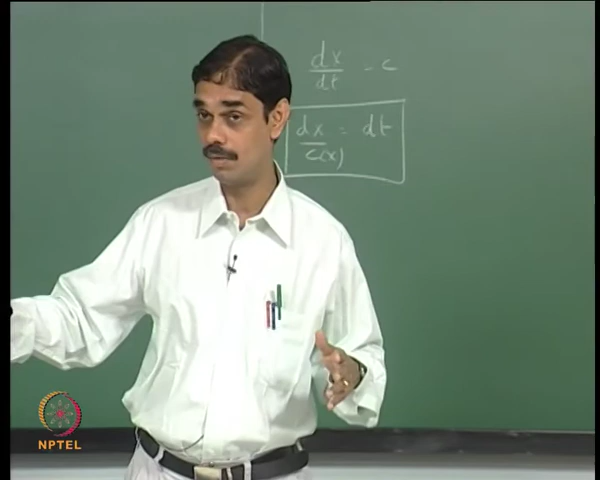 dx/dt = c
dx/c(x) = dt
NPTEL